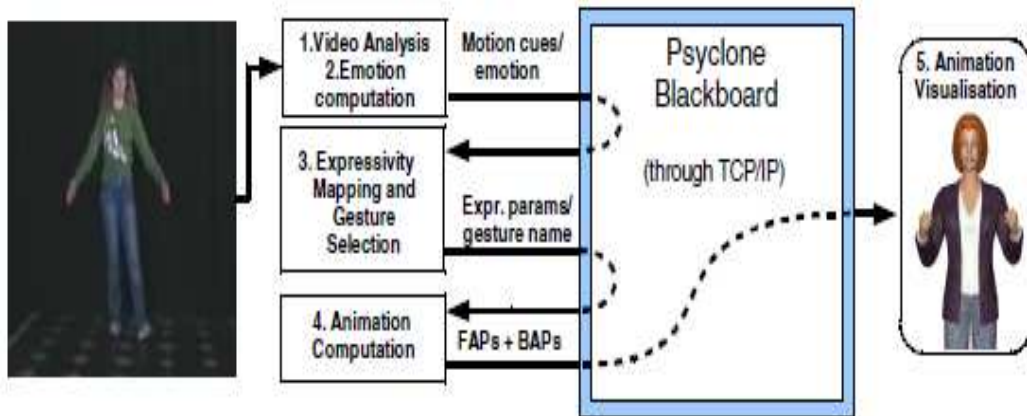 1.Video Analysis
2.Emotion
computation
Motion cues/
emotion
3. Expressivity
Mapping and
Gesture
Selection
Expr. params/
gesture name
4. Animation
Computation
FAPs + BAPs
Psyclone
Blackboard
(through TCP/IP)
5. Animation
Visualisation